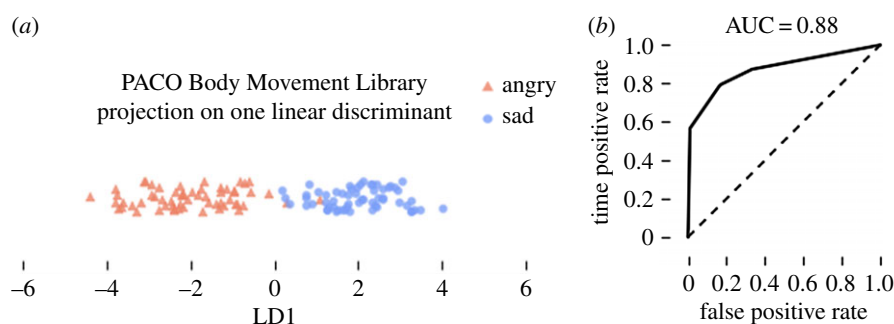 (a)
PACO Body Movement Library
projection on one linear discriminant
angry
sad
−6
−4
−2
0
2
4
6
LD1
(b)
AUC = 0.88
1.0
0.8
0.6
0.4
0.2
0
time positive rate
0
0.2
0.4
0.6
0.8
1.0
false positive rate